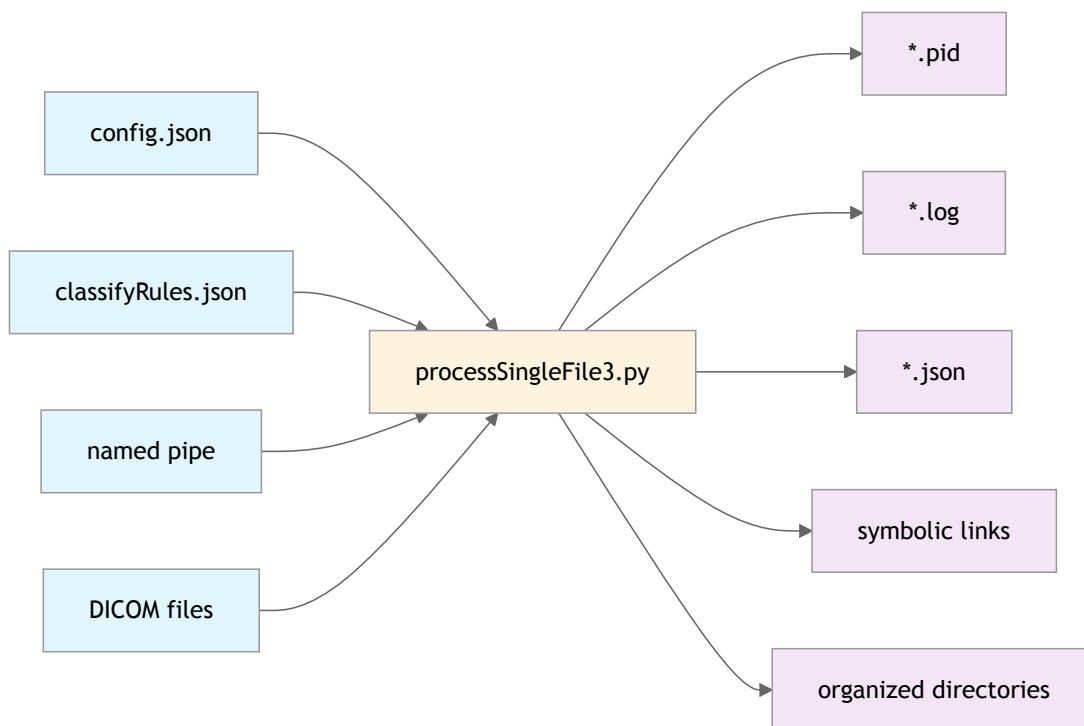 config.json
classifyRules.json
named pipe
DICOM files
processSingleFile3.py
*.pid
*.log
*.json
symbolic links
organized directories